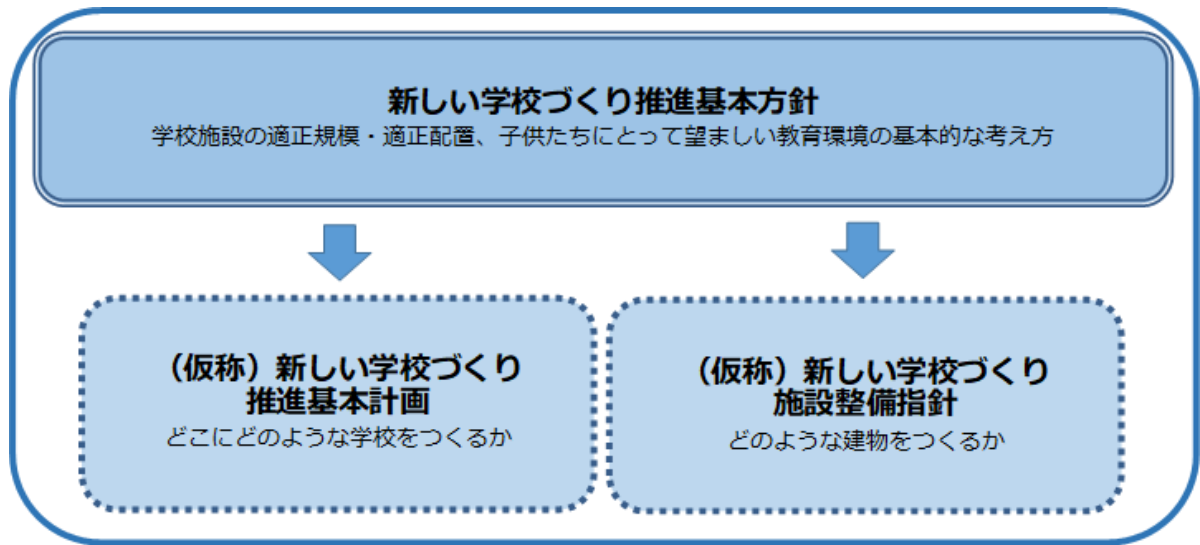 新しい学校づくり推進基本方針
学校施設の適正規模・適正配置、子供たちにとって望ましい教育環境の基本的な考え方
（仮称）新しい学校づくり
推進基本計画
どこにどのような学校をつくるか
（仮称）新しい学校づくり
施設整備指針
どのような建物をつくるか